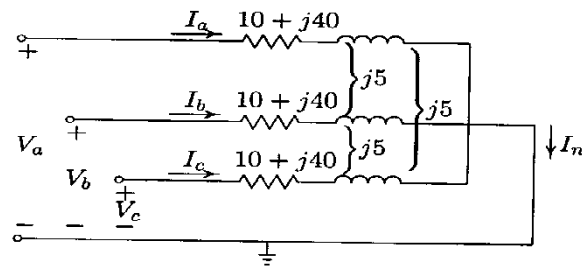 I_a 10 + j40
+
j5
I_b 10 + j40
j5
+
V_a
I_n
j5
I_c 10 + j40
V_b
+
V_c
− − −